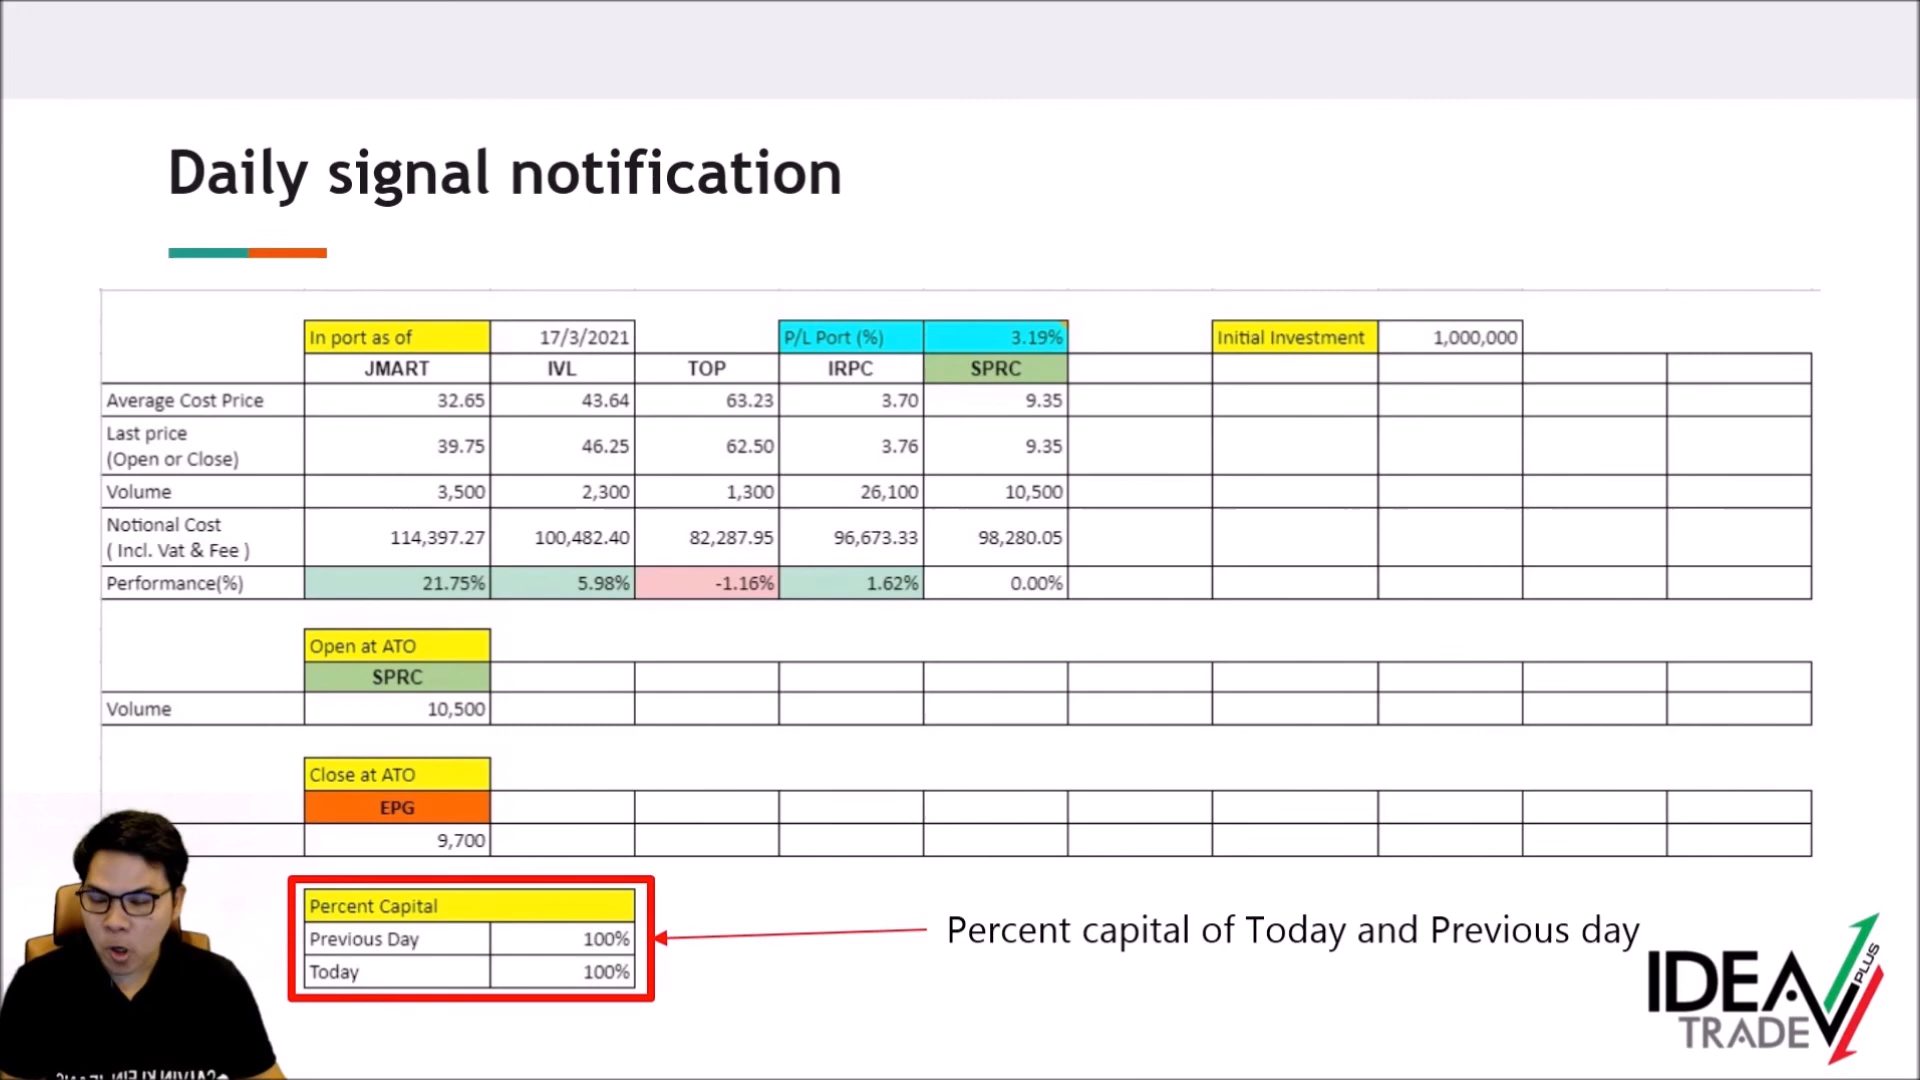 Daily signal notification
In port as of 17/3/2021 P/L Port (%) 3.19% Initial Investment 1,000,000
JMART IVL TOP IRPC SPRC
Average Cost Price 32.65 43.64 63.23 3.70 9.35
Last price
(Open or Close) 39.75 46.25 62.50 3.76 9.35
Volume 3,500 2,300 1,300 26,100 10,500
Notional Cost
( Incl. Vat & Fee ) 114,397.27 100,482.40 82,287.95 96,673.33 98,280.05
Performance(%) 21.75% 5.98% -1.16% 1.62% 0.00%
Open at ATO
SPRC
Volume 10,500
Close at ATO
EPG
9,700
Percent Capital
Previous Day 100%
Today 100%
Percent capital of Today and Previous day
IDEA
TRADE
PLUS